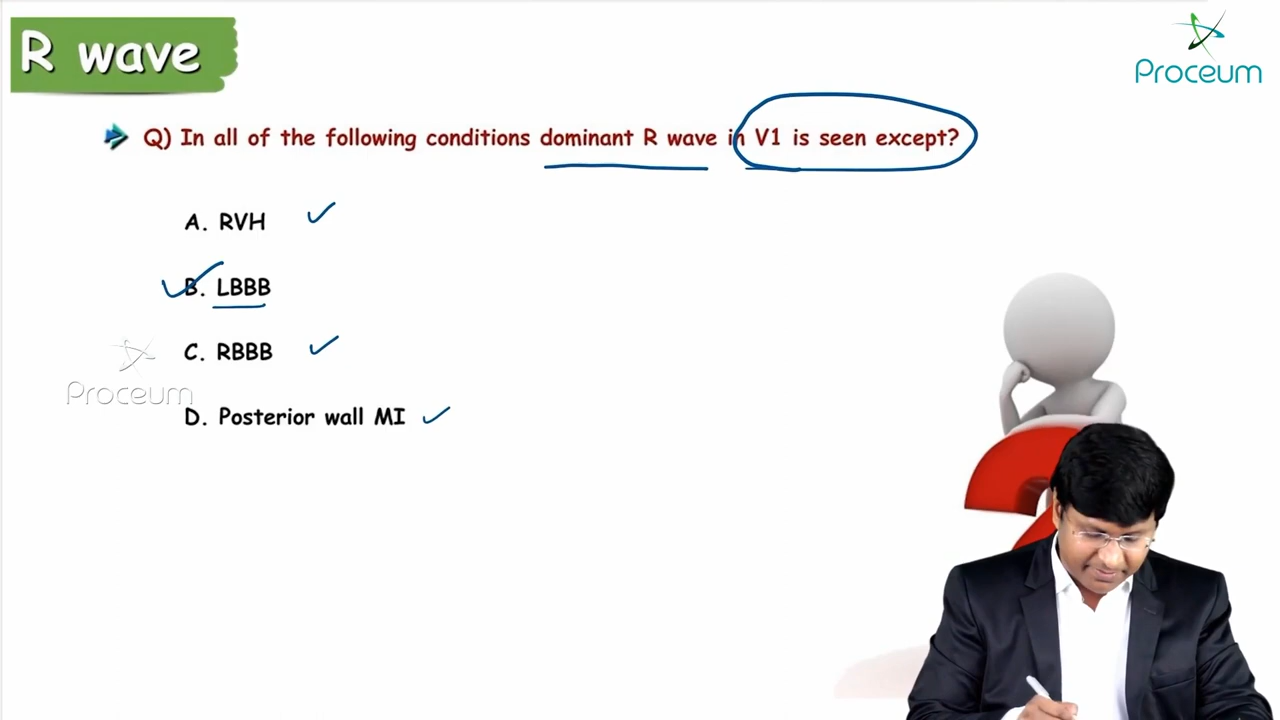 R wave
Proceum
Q) In all of the following conditions dominant R wave in V1 is seen except?
A. RVH
B. LBBB
C. RBBB
Proceum
D. Posterior wall MI